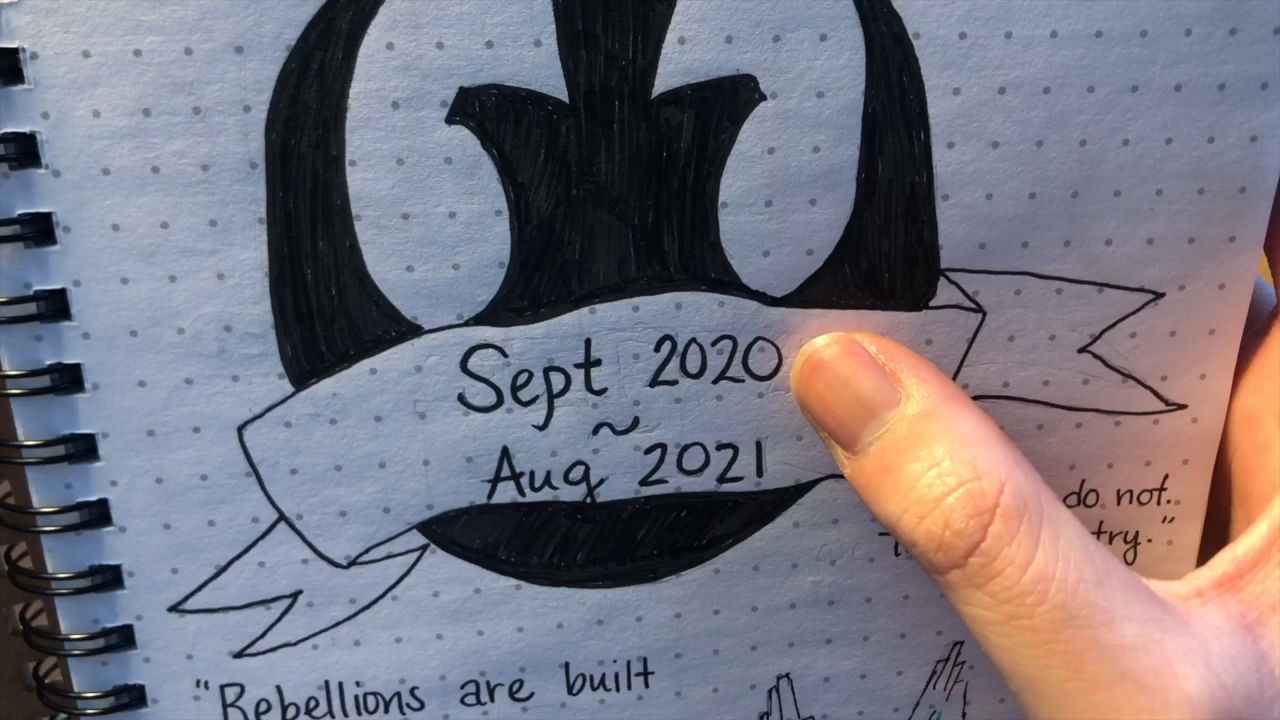 Sept 2020
~
Aug 2021
do not.
try."
"Rebellions are built